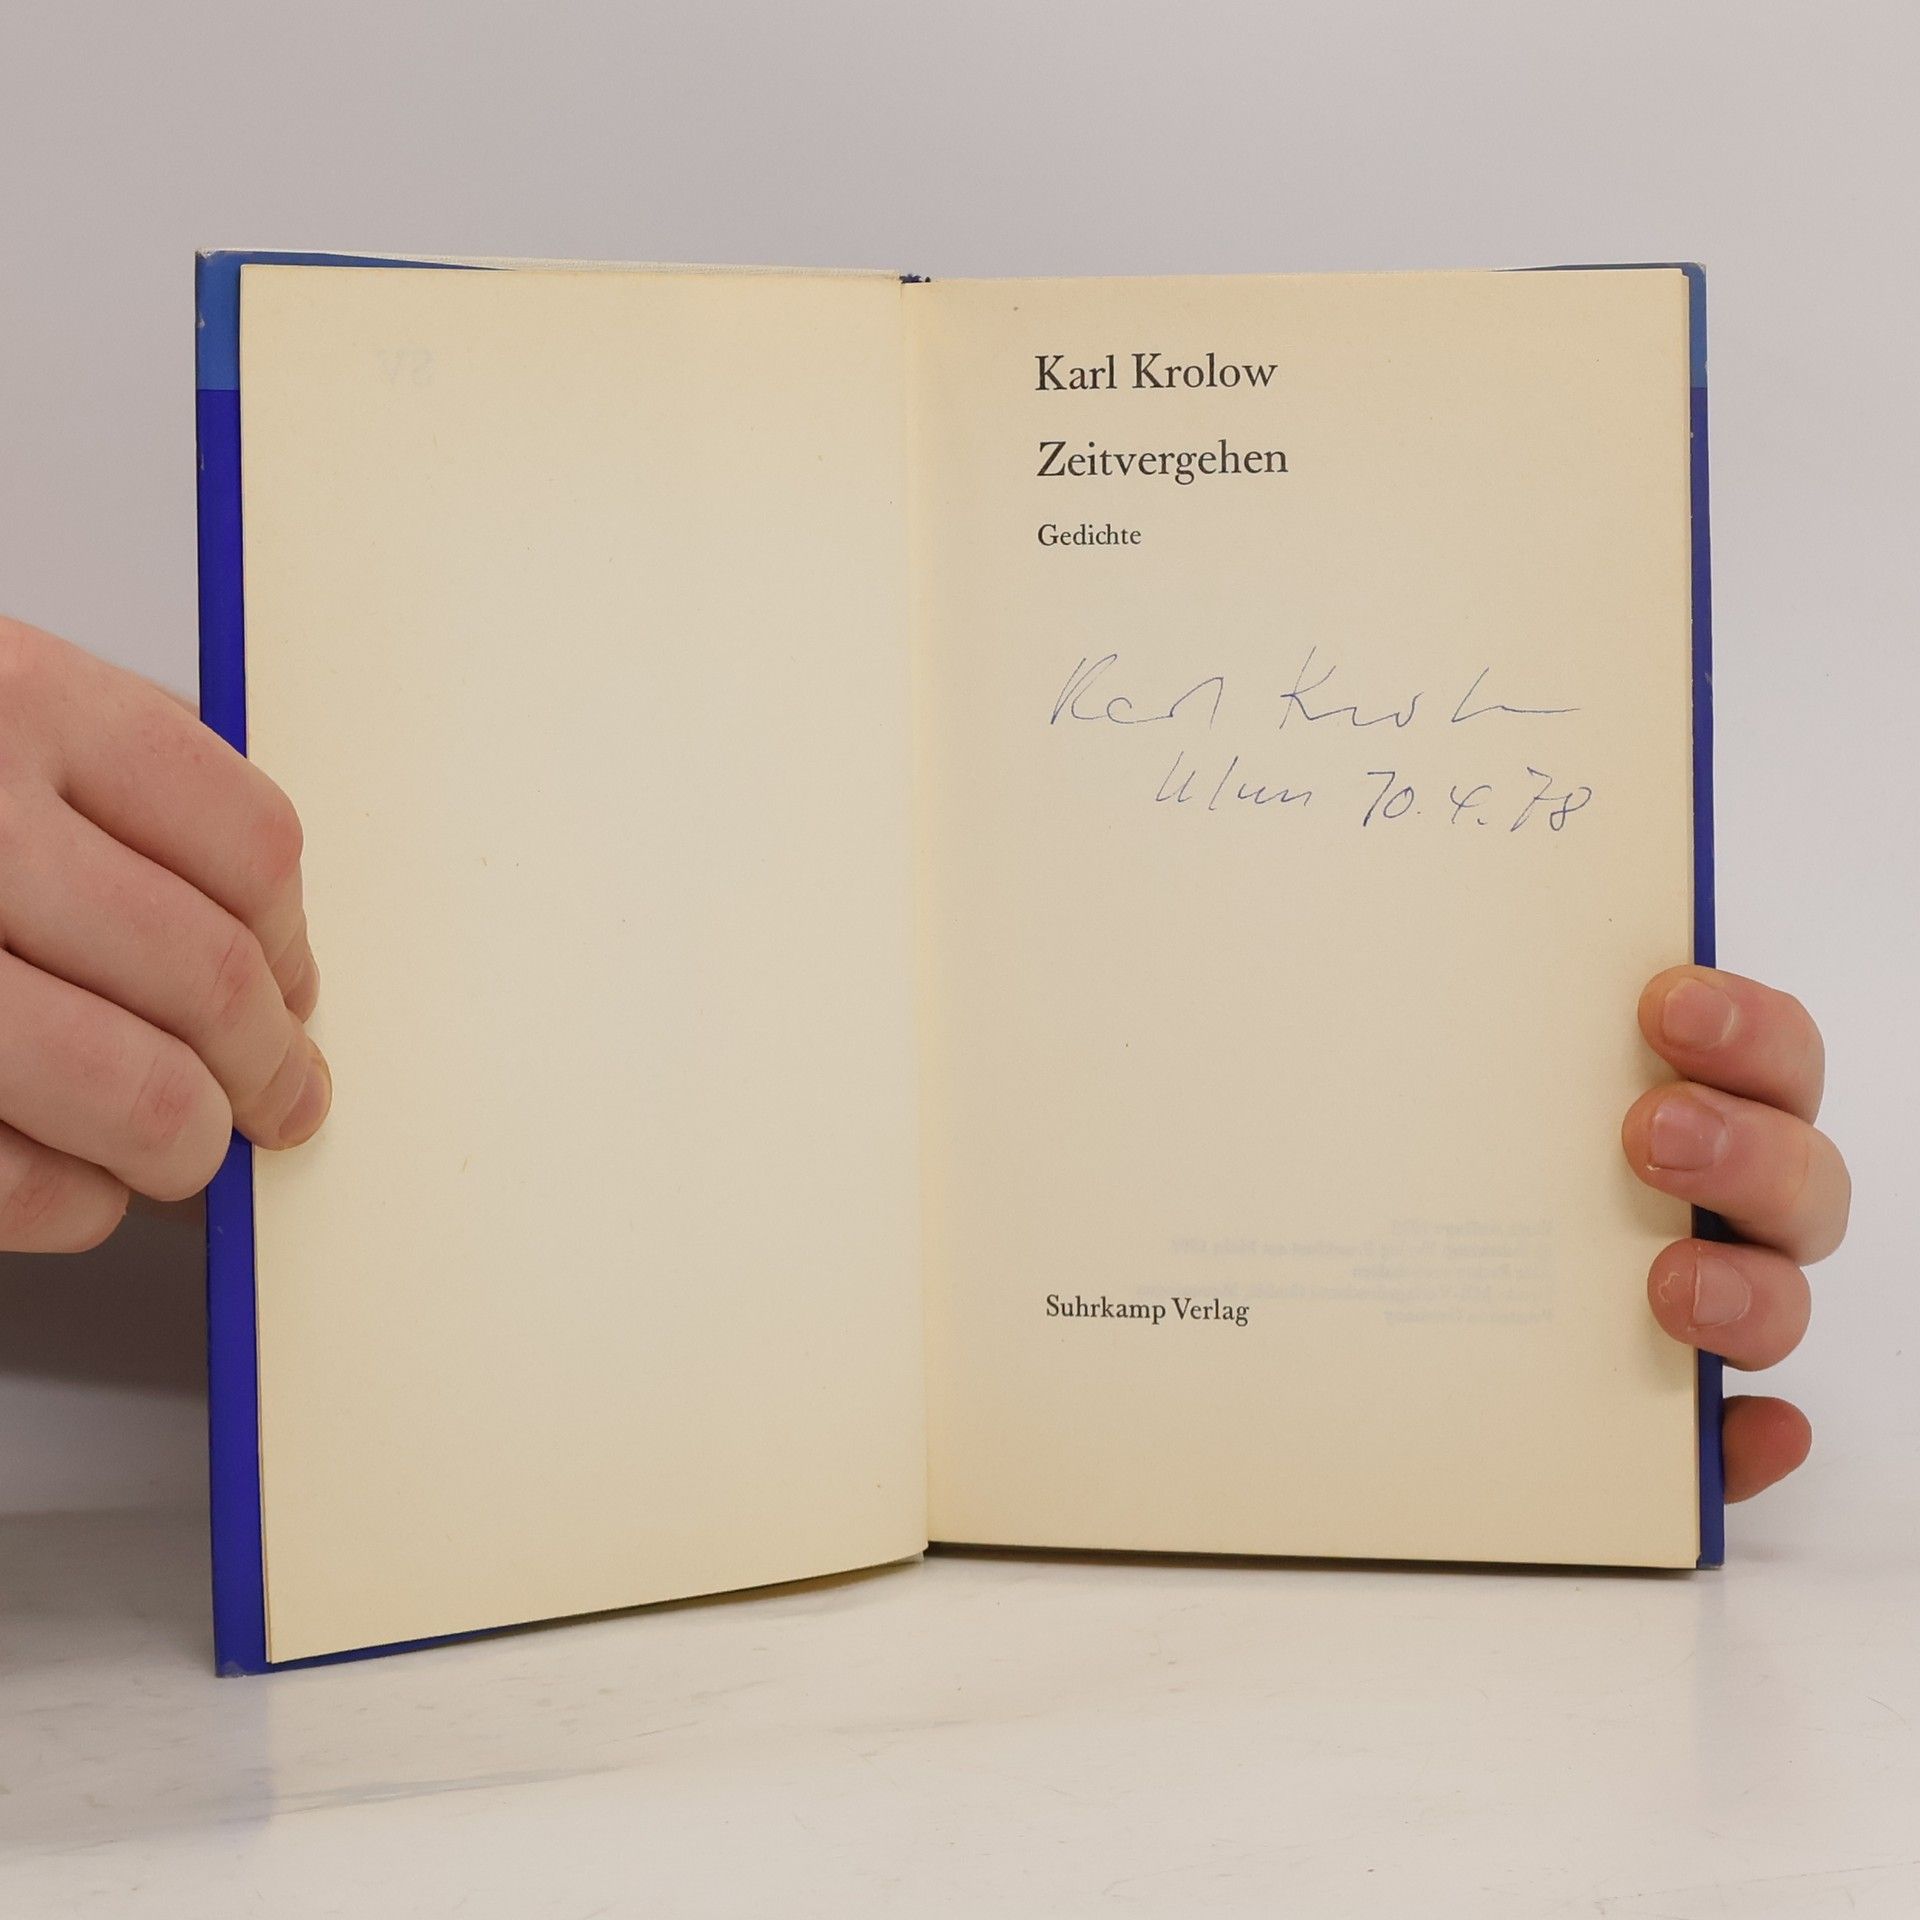 Karl Krolow
Zeitvergehen
Gedichte
Karl Krolow
Ulm 10.4.78
Suhrkamp Verlag